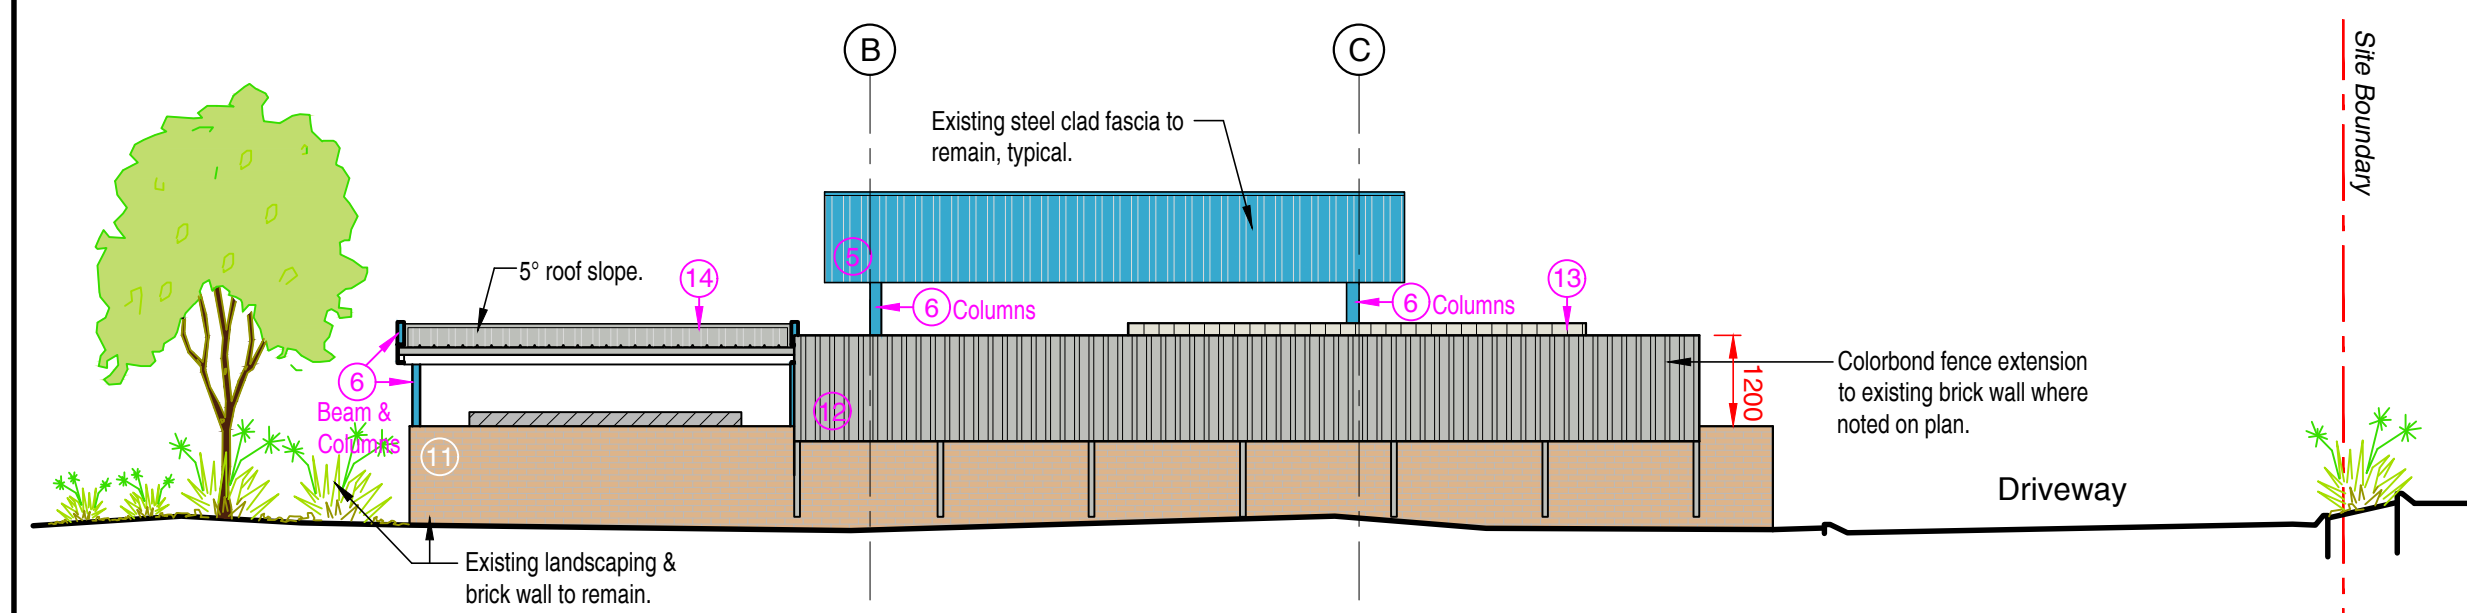 B
C
Site Boundary
Existing steel clad fascia to
remain, typical.
5
5° roof slope.
14
6 Columns
6 Columns
13
6
Beam &
Columns
12
1200
Colorbond fence extension
to existing brick wall where
noted on plan.
11
Driveway
Existing landscaping &
brick wall to remain.